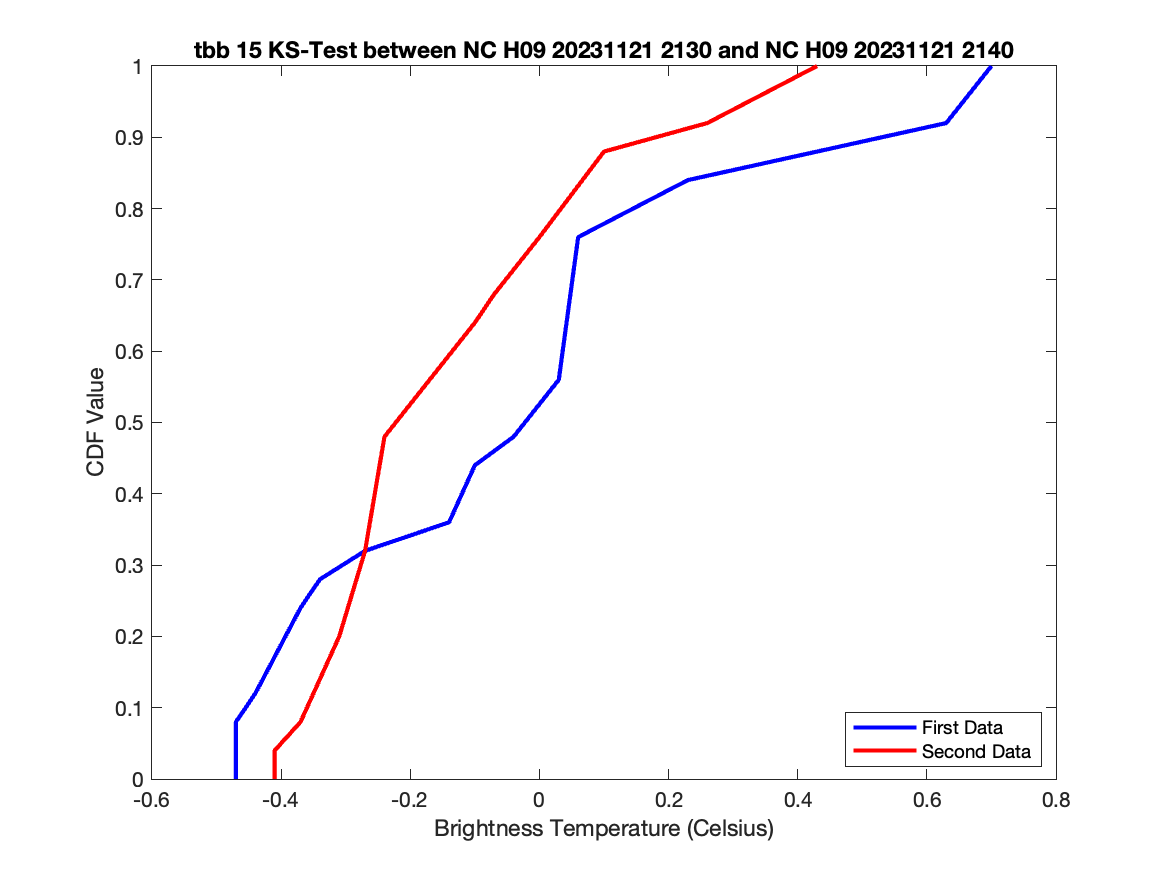 tbb 15 KS-Test between NC H09 20231121 2130 and NC H09 20231121 2140
1
0.9
0.8
0.7
0.6
0.5
0.4
0.3
0.2
0.1
0
CDF Value
First Data
Second Data
-0.6 -0.4 -0.2 0 0.2 0.4 0.6 0.8
Brightness Temperature (Celsius)